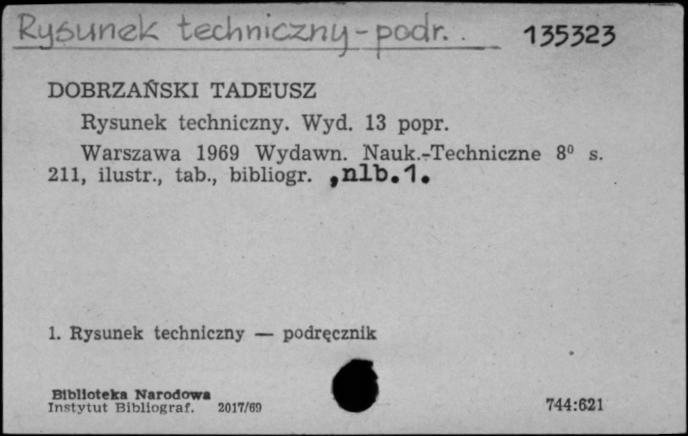 Rysunek techniczny - podr. . 135323
DOBRZAŃSKI TADEUSZ
Rysunek techniczny. Wyd. 13 popr.
Warszawa 1969 Wydawn. Nauk.-Techniczne 8⁰ s.
211, ilustr., tab., bibliogr. ,nlb.1.
1. Rysunek techniczny — podręcznik
Biblioteka Narodowa
Instytut Bibliograf. 2017/69 744:621